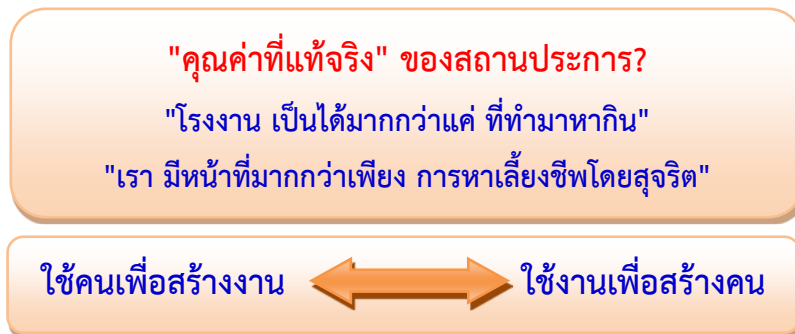 "คุณค่าที่แท้จริง" ของสถานประการ?
"โรงงาน เป็นได้มากกว่าแค่ ที่ทำมาหากิน"
"เรา มีหน้าที่มากกว่าเพียง การหาเลี้ยงชีพโดยสุจริต"
ใช้คนเพื่อสร้างงาน ใช้งานเพื่อสร้างคน